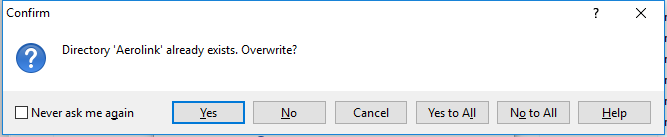 Confirm
?
Directory 'Aerolink' already exists. Overwrite?
Never ask me again
Yes
No
Cancel
Yes to All
No to All
Help